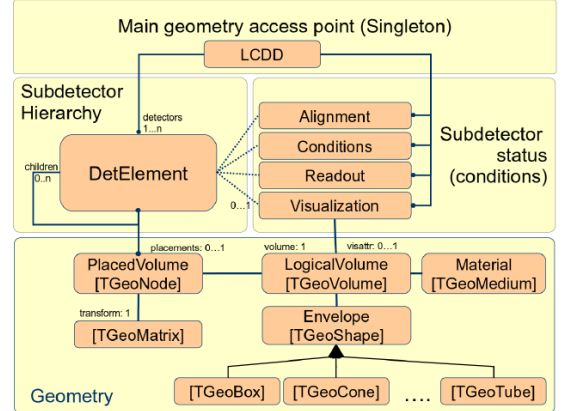 Main geometry access point (Singleton)
LCDD
Subdetector
Hierarchy
detectors
1...n
children
0..n
DetElement
0...1
Alignment
Conditions
Readout
Visualization
Subdetector
status
(conditions)
placements: 0...1
volume: 1
visattr: 0...1
PlacedVolume
[TGeoNode]
LogicalVolume
[TGeoVolume]
Material
[TGeoMedium]
transform: 1
[TGeoMatrix]
Envelope
[TGeoShape]
[TGeoBox]
[TGeoCone]
....
[TGeoTube]
Geometry